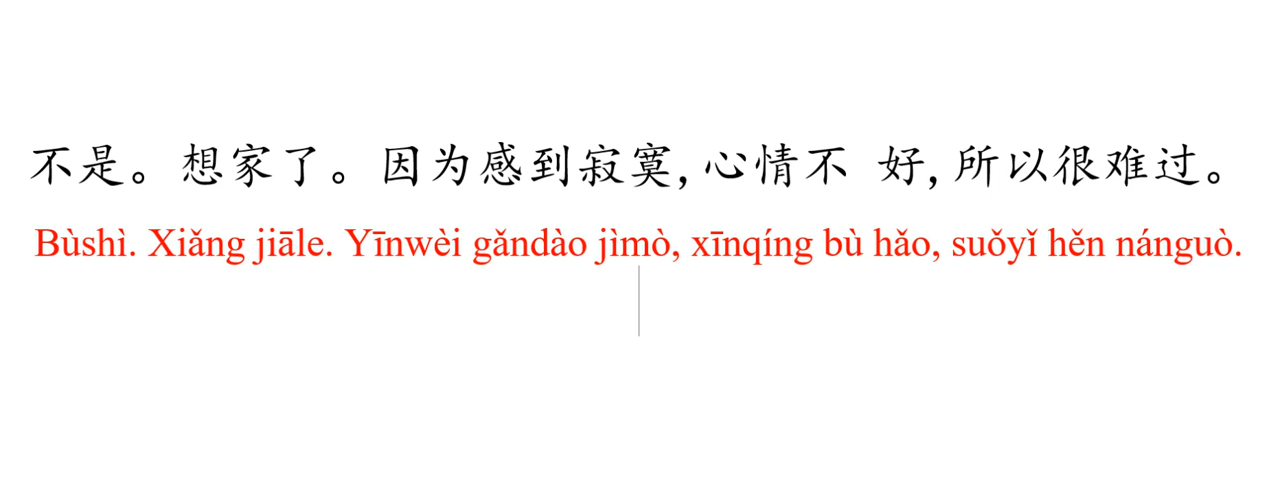 不是。想家了。因为感到寂寞,心情不 好,所以很难过。
Bùshì. Xiǎng jiāle. Yīnwèi gǎndào jìmò, xīnqíng bù hǎo, suǒyǐ hěn nánguò.